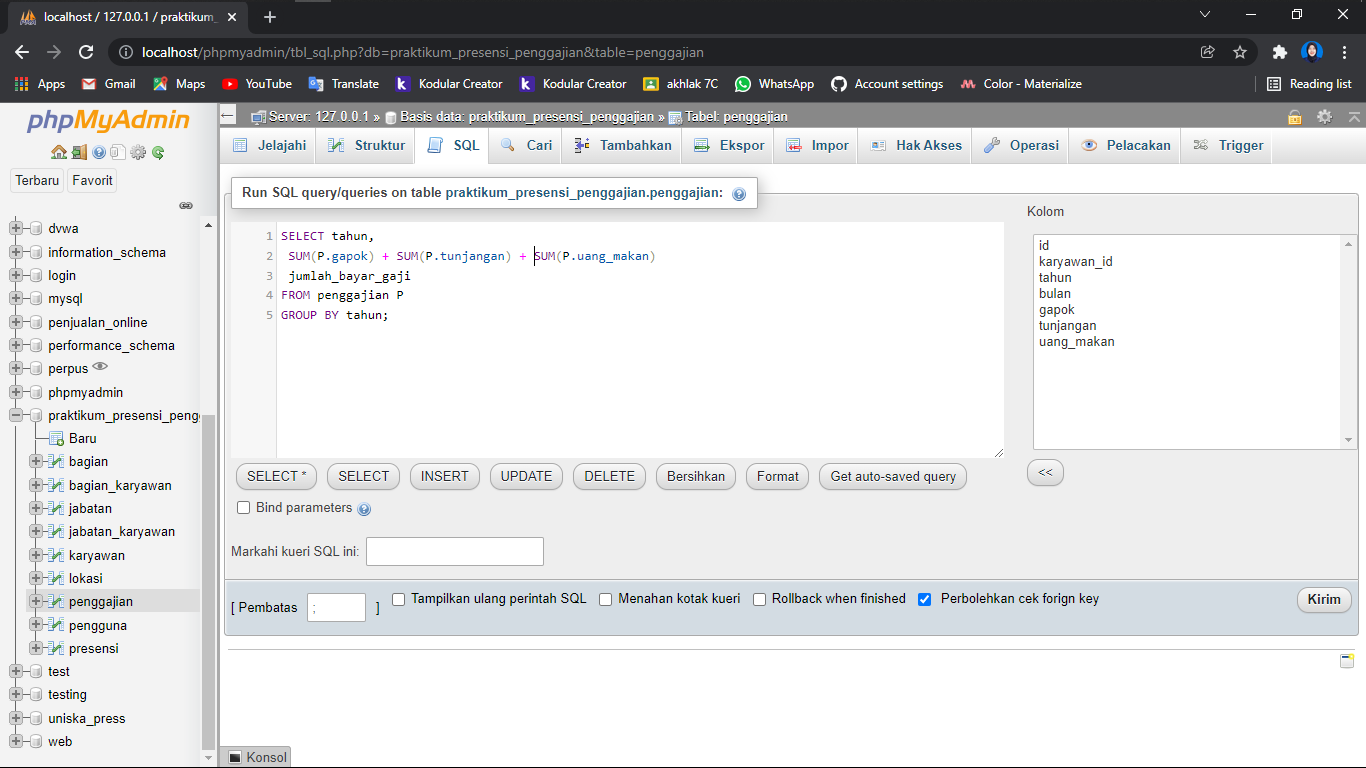 localhost / 127.0.0.1 / praktikum_
localhost/phpmyadmin/tbl_sql.php?db=praktikum_presensi_penggajian&table=penggajian
Apps Gmail Maps YouTube Translate Kodular Creator Kodular Creator akhlak 7C WhatsApp Account settings Color - Materialize Reading list
phpMyAdmin
Terbaru Favorit
dvwa
information_schema
login
mysql
penjualan_online
performance_schema
perpus
phpmyadmin
praktikum_presensi_peng
Baru
bagian
bagian_karyawan
jabatan
jabatan_karyawan
karyawan
lokasi
penggajian
pengguna
presensi
test
testing
uniska_press
web
Server: 127.0.0.1 » Basis data: praktikum_presensi_penggajian » Tabel: penggajian
Jelajahi Struktur SQL Cari Tambahkan Ekspor Impor Hak Akses Operasi Pelacakan Trigger
Run SQL query/queries on table praktikum_presensi_penggajian.penggajian:
1 SELECT tahun,
2 SUM(P.gapok) + SUM(P.tunjangan) + SUM(P.uang_makan)
3 jumlah_bayar_gaji
4 FROM penggajian P
5 GROUP BY tahun;
Kolom
id
karyawan_id
tahun
bulan
gapok
tunjangan
uang_makan
<<
SELECT * SELECT INSERT UPDATE DELETE Bersihkan Format Get auto-saved query
Bind parameters
Markahi kueri SQL ini:
[ Pembatas ; ] Tampilkan ulang perintah SQL Menahan kotak kueri Rollback when finished Perbolehkan cek forign key Kirim
Konsol